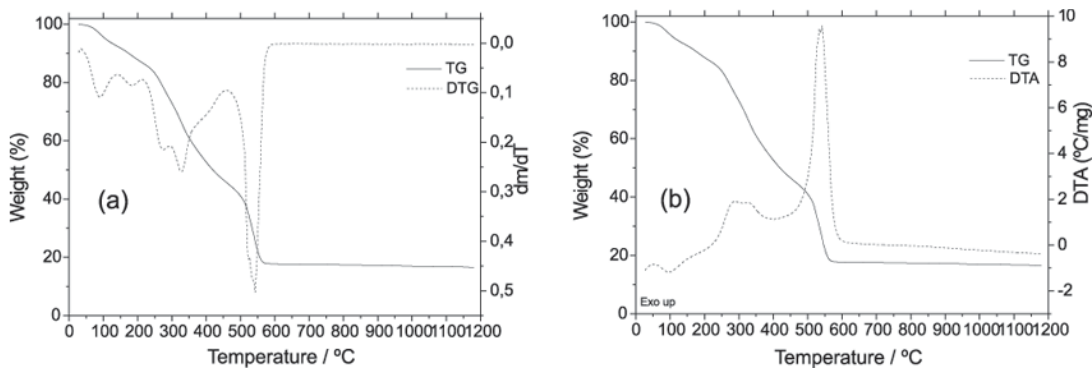 100
80
60
40
20
0
Weight (%)
0,0
0,1
0,2
0,3
0,4
0,5
dm/dT
TG
DTG
(a)
0 100 200 300 400 500 600 700 800 900 1000 1100 1200
Temperature / ºC
100
80
60
40
20
0
Weight (%)
10
8
6
4
2
0
-2
DTA (ºC/mg)
TG
DTA
(b)
Exo up
0 100 200 300 400 500 600 700 800 900 1000 1100 1200
Temperature / ºC